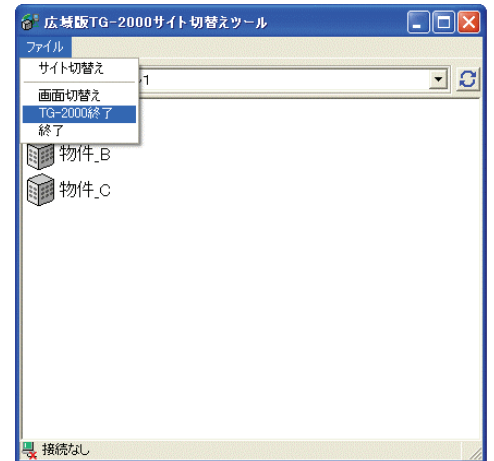 広域版TG-2000サイト切替えツール
ファイル
サイト切替え
1
画面切替え
TG-2000終了
終了
物件_B
物件_C
接続なし